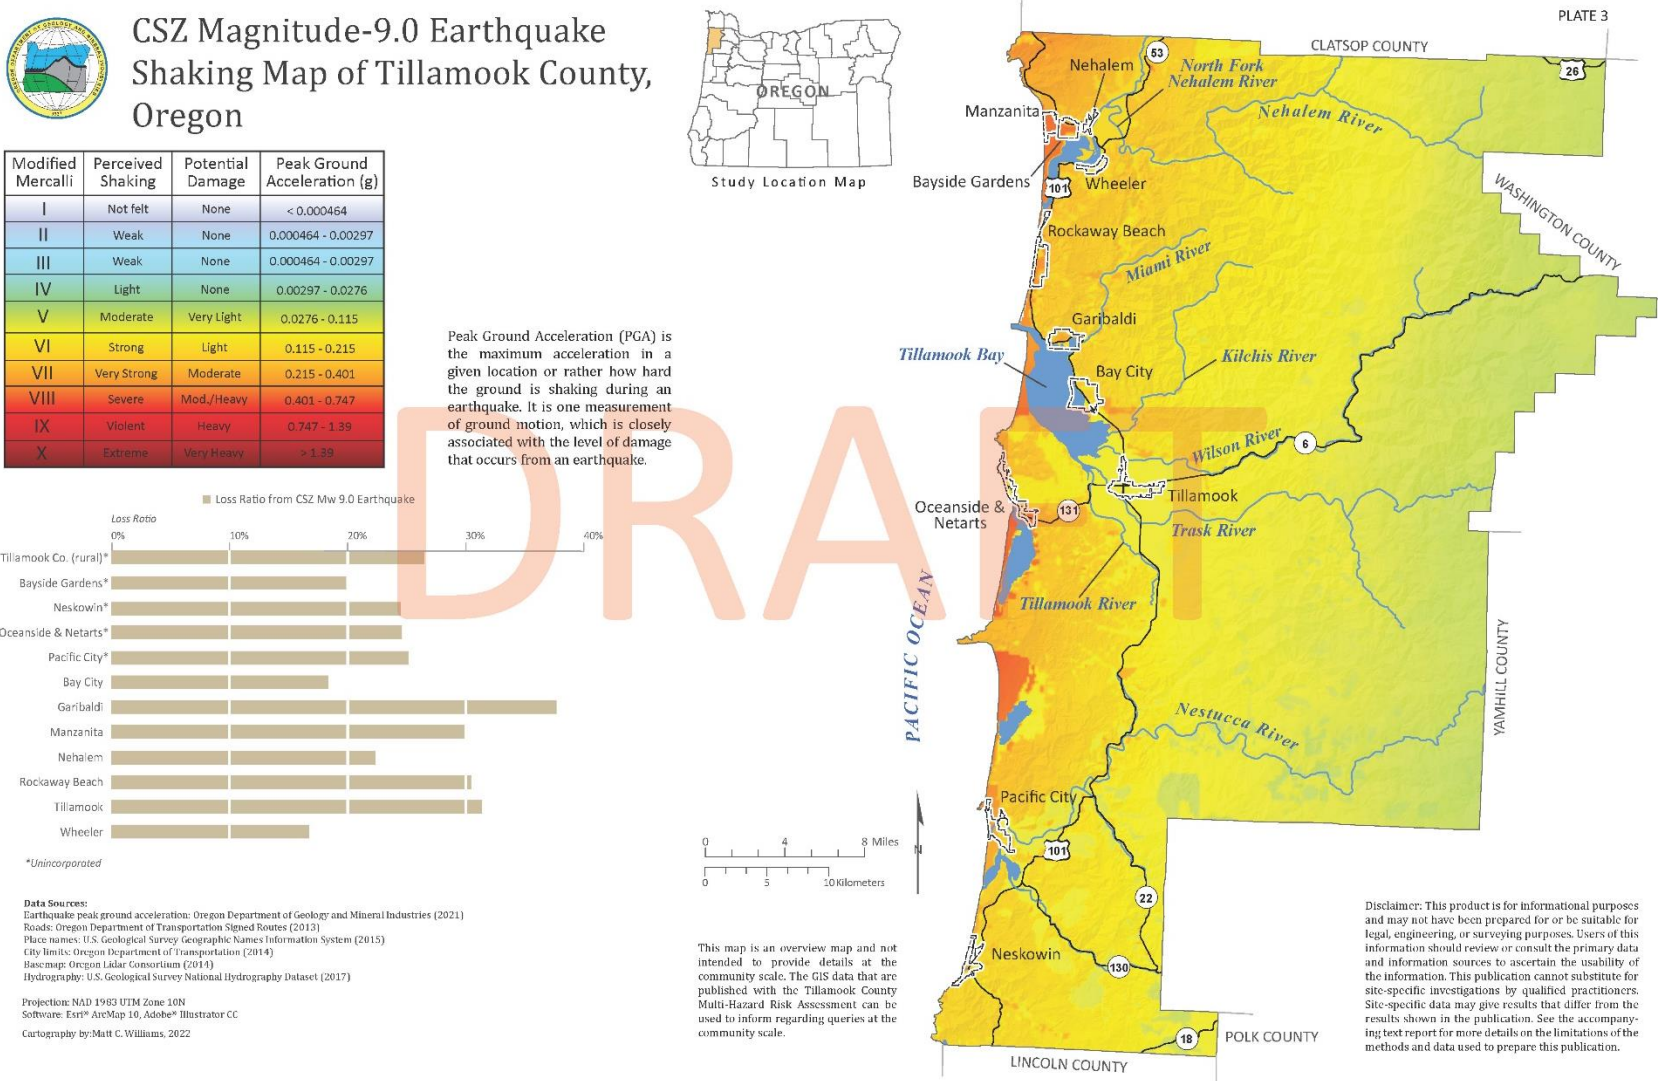 CSZ Magnitude-9.0 Earthquake
Shaking Map of Tillamook County,
Oregon
PLATE 3
Modified Mercalli
Perceived Shaking
Potential Damage
Peak Ground Acceleration (g)
I Not felt None < 0.000464
II Weak None 0.000464 - 0.00297
III Weak None 0.000464 - 0.00297
IV Light None 0.00297 - 0.0276
V Moderate Very Light 0.0276 - 0.115
VI Strong Light 0.115 - 0.215
VII Very Strong Moderate 0.215 - 0.401
VIII Severe Mod./Heavy 0.401 - 0.747
IX Violent Heavy 0.747 - 1.39
X Extreme Very Heavy > 1.39
OREGON
Study Location Map
Peak Ground Acceleration (PGA) is
the maximum acceleration in a
given location or rather how hard
the ground is shaking during an
earthquake. It is one measurement
of ground motion, which is closely
associated with the level of damage
that occurs from an earthquake.
DRAFT
Loss Ratio from CSZ Mw 9.0 Earthquake
Loss Ratio
0% 10% 20% 30% 40%
Tillamook Co. (rural)*
Bayside Gardens*
Neskowin*
Oceanside & Netarts*
Pacific City*
Bay City
Garibaldi
Manzanita
Nehalem
Rockaway Beach
Tillamook
Wheeler
*Unincorporated
Data Sources:
Earthquake peak ground acceleration: Oregon Department of Geology and Mineral Industries (2021)
Roads: Oregon Department of Transportation Signed Routes (2013)
Place names: U.S. Geological Survey Geographic Names Information System (2015)
City limits: Oregon Department of Transportation (2014)
Basemap: Oregon Lidar Consortium (2014)
Hydrography: U.S. Geological Survey National Hydrography Dataset (2017)
Projection: NAD 1983 UTM Zone 10N
Software: Esri® ArcMap 10, Adobe® Illustrator CC
Cartography by:Matt C. Williams, 2022
CLATSOP COUNTY
26
53
Nehalem
North Fork
Nehalem River
Nehalem River
Manzanita
Bayside Gardens
101
Wheeler
WASHINGTON COUNTY
Rockaway Beach
Miami River
Garibaldi
Tillamook Bay
Kilchis River
Bay City
Wilson River
6
Oceanside &
Netarts
131
Tillamook
Trask River
Tillamook River
PACIFIC OCEAN
YAMHILL COUNTY
Nestucca River
Pacific City
101
22
Neskowin
130
18
POLK COUNTY
LINCOLN COUNTY
0 4 8 Miles
0 5 10 Kilometers
N
This map is an overview map and not
intended to provide details at the
community scale. The GIS data that are
published with the Tillamook County
Multi-Hazard Risk Assessment can be
used to inform regarding queries at the
community scale.
Disclaimer: This product is for informational purposes
and may not have been prepared for or be suitable for
legal, engineering, or surveying purposes. Users of this
information should review or consult the primary data
and information sources to ascertain the usability of
the information. This publication cannot substitute for
site-specific investigations by qualified practitioners.
Site-specific data may give results that differ from the
results shown in the publication. See the accompany-
ing text report for more details on the limitations of the
methods and data used to prepare this publication.